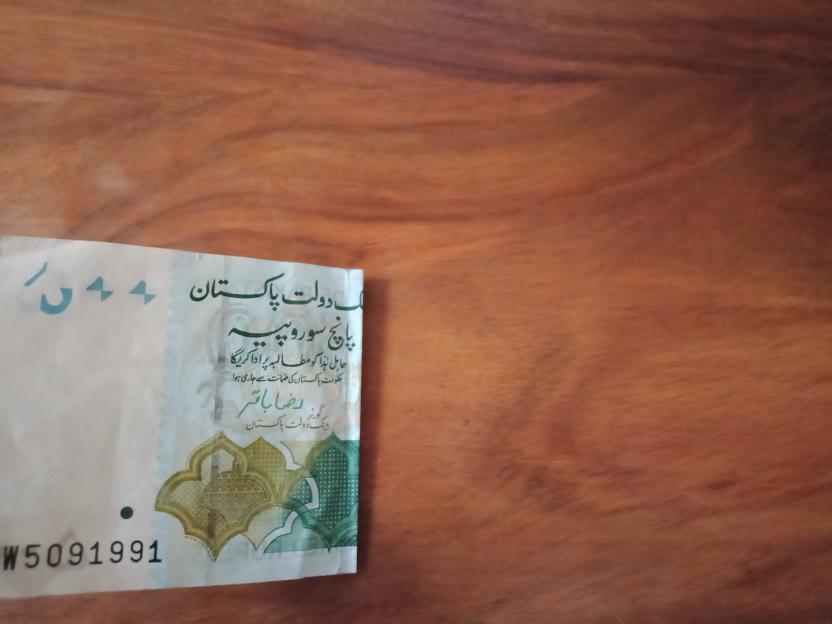 دولت پاکستان
پانچ سو روپیہ
حامل ہٰذا کو مطالبہ پر ادا کریگا
حکومت پاکستان کی ضمانت سے جاری ہوا
رضا باقر
گورنر
بینک دولت پاکستان
W5091991